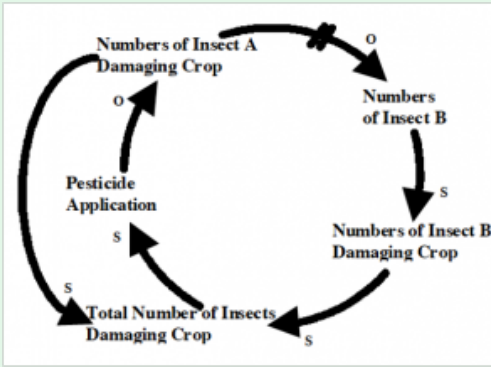 Numbers of Insect A
Damaging Crop
O
Numbers
of Insect B
S
Numbers of Insect B
Damaging Crop
S
Total Number of Insects
Damaging Crop
S
Pesticide
Application
O
S